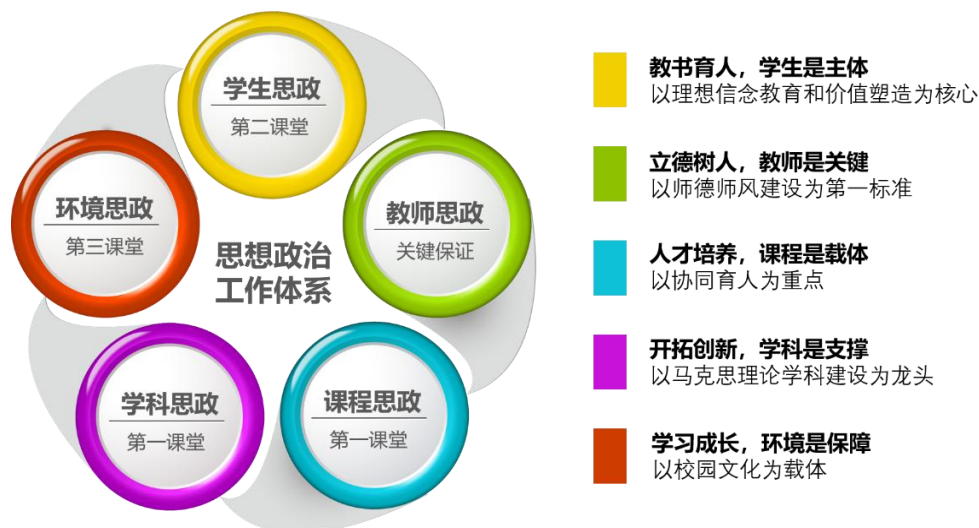 学生思政
第二课堂
环境思政
第三课堂
教师思政
关键保证
思想政治
工作体系
学科思政
第一课堂
课程思政
第一课堂
教书育人，学生是主体
以理想信念教育和价值塑造为核心
立德树人，教师是关键
以师德师风建设为第一标准
人才培养，课程是载体
以协同育人为重点
开拓创新，学科是支撑
以马克思理论学科建设为龙头
学习成长，环境是保障
以校园文化为载体